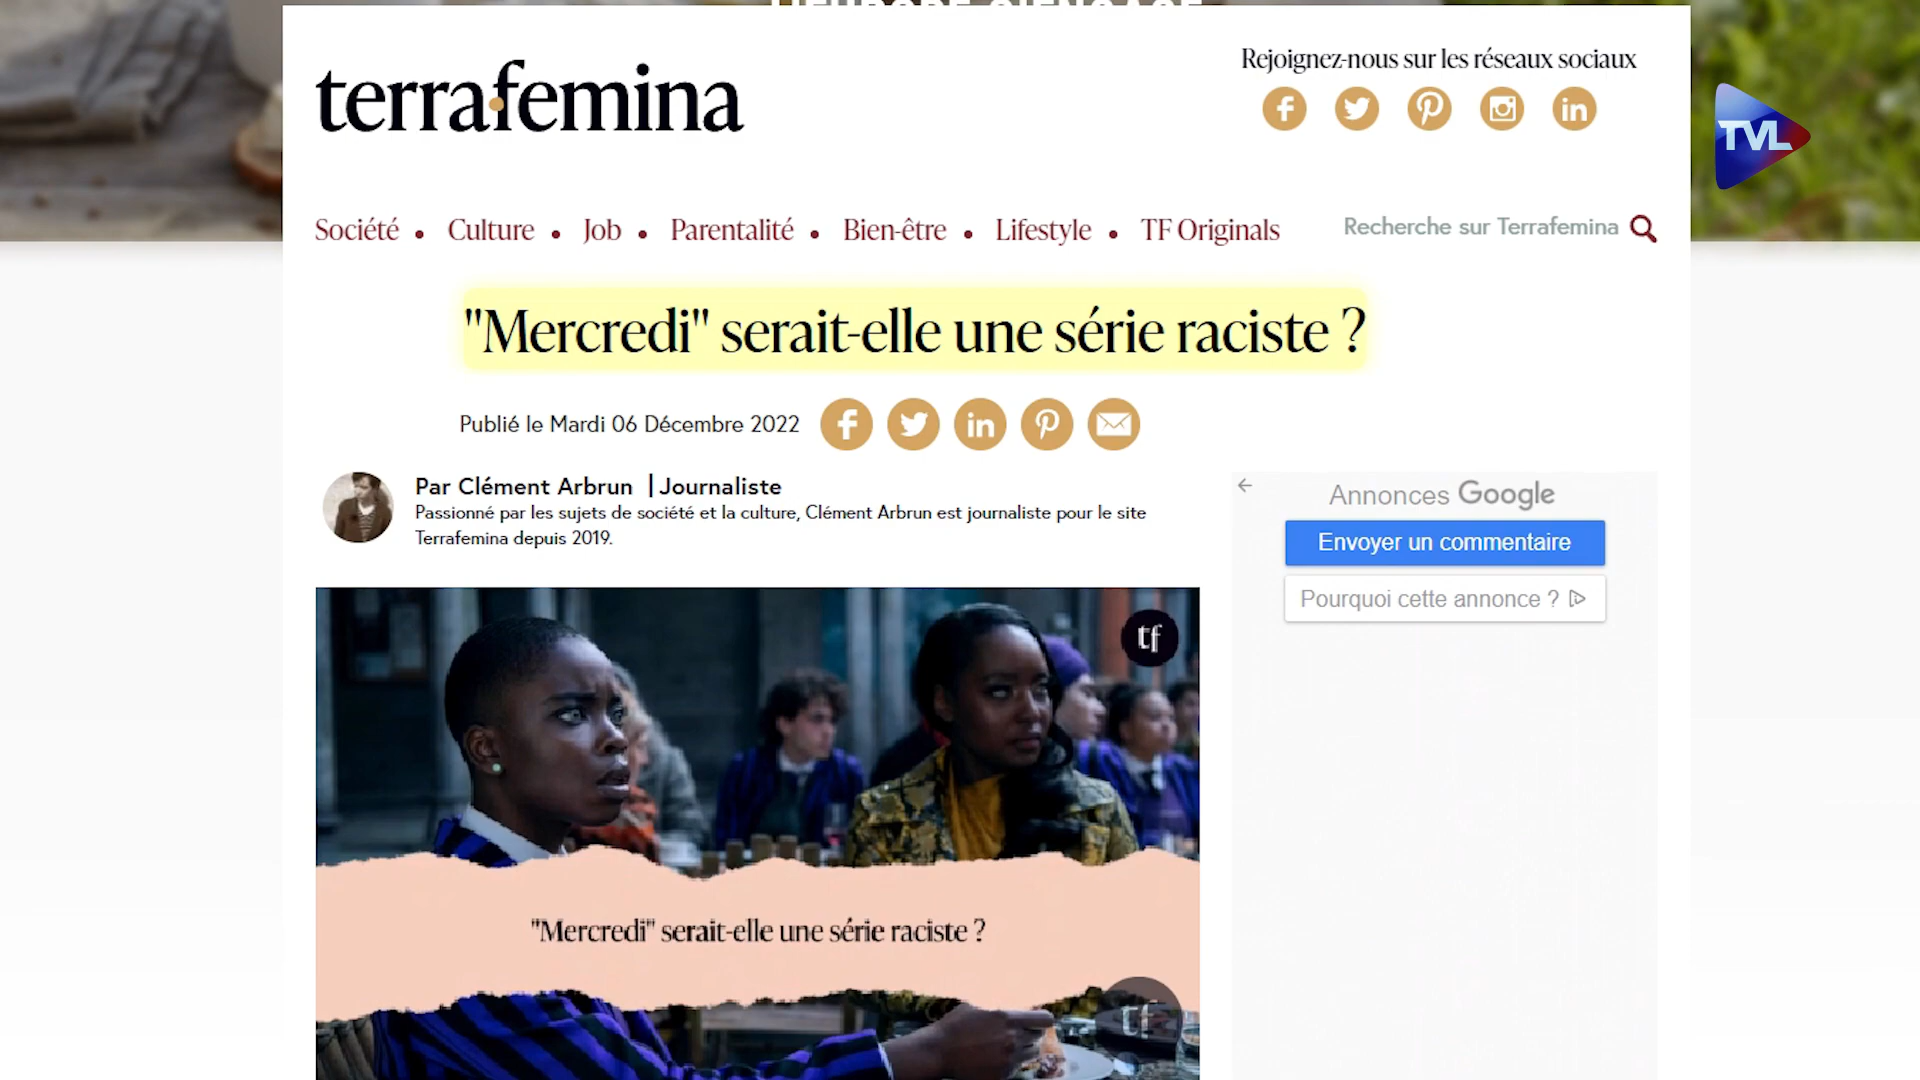 terrafemina
Rejoignez-nous sur les réseaux sociaux
TVL
Société • Culture • Job • Parentalité • Bien-être • Lifestyle • TF Originals
Recherche sur Terrafemina
"Mercredi" serait-elle une série raciste ?
Publié le Mardi 06 Décembre 2022
Par Clément Arbrun | Journaliste
Passionné par les sujets de société et la culture, Clément Arbrun est journaliste pour le site
Terrafemina depuis 2019.
Annonces Google
Envoyer un commentaire
Pourquoi cette annonce ?
tf
"Mercredi" serait-elle une série raciste ?
tf